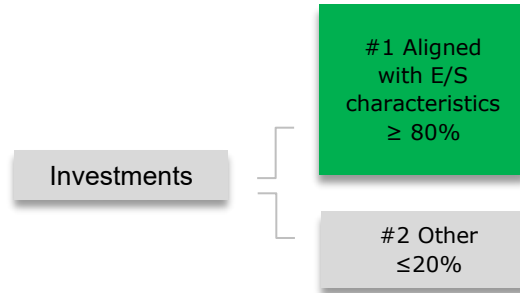 #1 Aligned
with E/S
characteristics
≥ 80%
Investments
#2 Other
≤20%